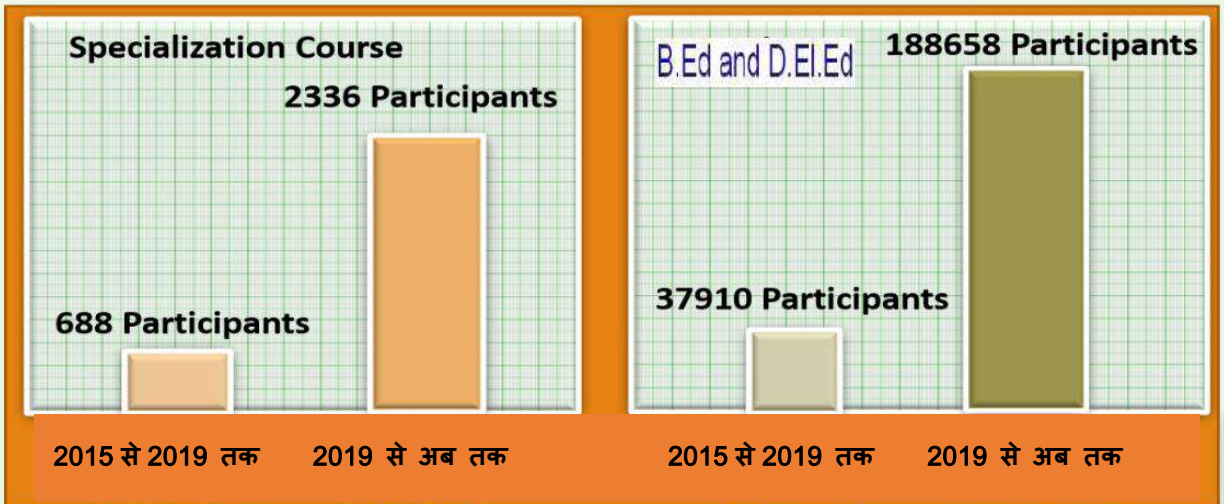 Specialization Course
2336 Participants
688 Participants
2015 से 2019 तक
2019 से अब तक
B.Ed and D.El.Ed
188658 Participants
37910 Participants
2015 से 2019 तक
2019 से अब तक